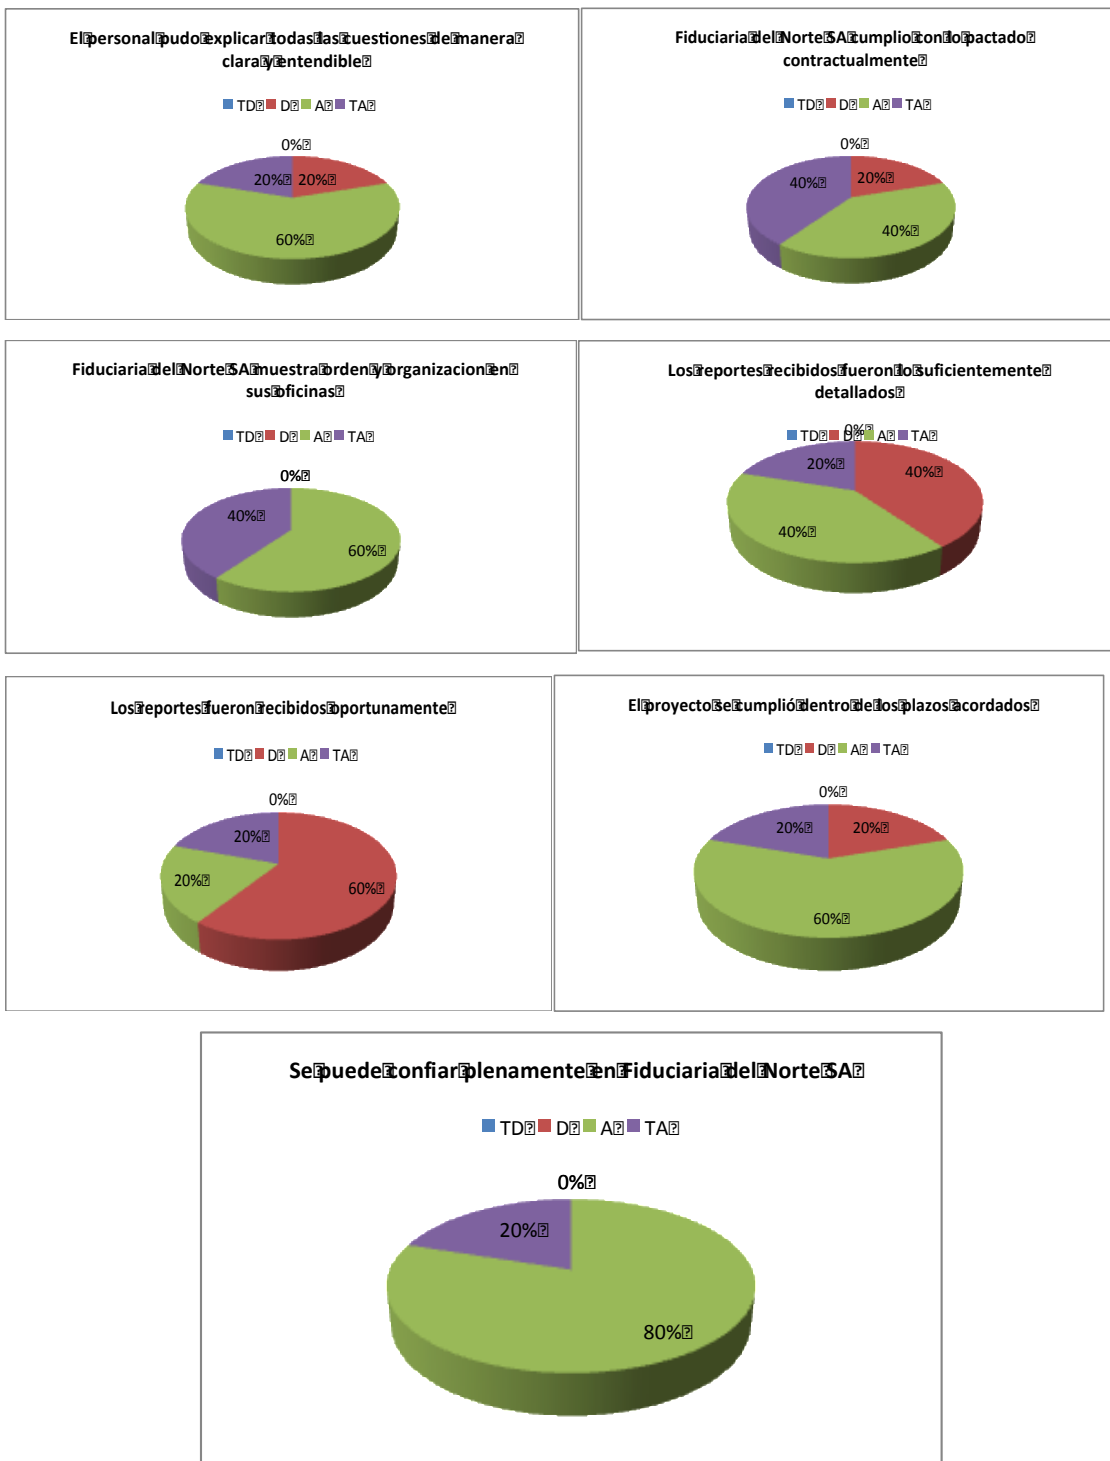 El personal pudo explicar todas las cuestiones de manera
clara y entendible
TD D A TA
0%
20% 20%
60%
Fiduciaria del Norte SA cumplio con lo pactado
contractualmente
TD D A TA
0%
40% 20%
40%
Fiduciaria del Norte SA muestra orden y organizacion en
sus oficinas
TD D A TA
0%
40%
60%
Los reportes recibidos fueron lo suficientemente
detallados
TD D A TA
0%
20% 40%
40%
Los reportes fueron recibidos oportunamente
TD D A TA
0%
20%
20% 60%
El proyecto se cumplió dentro de los plazos acordados
TD D A TA
0%
20% 20%
60%
Se puede confiar plenamente en Fiduciaria del Norte SA
TD D A TA
0%
20%
80%